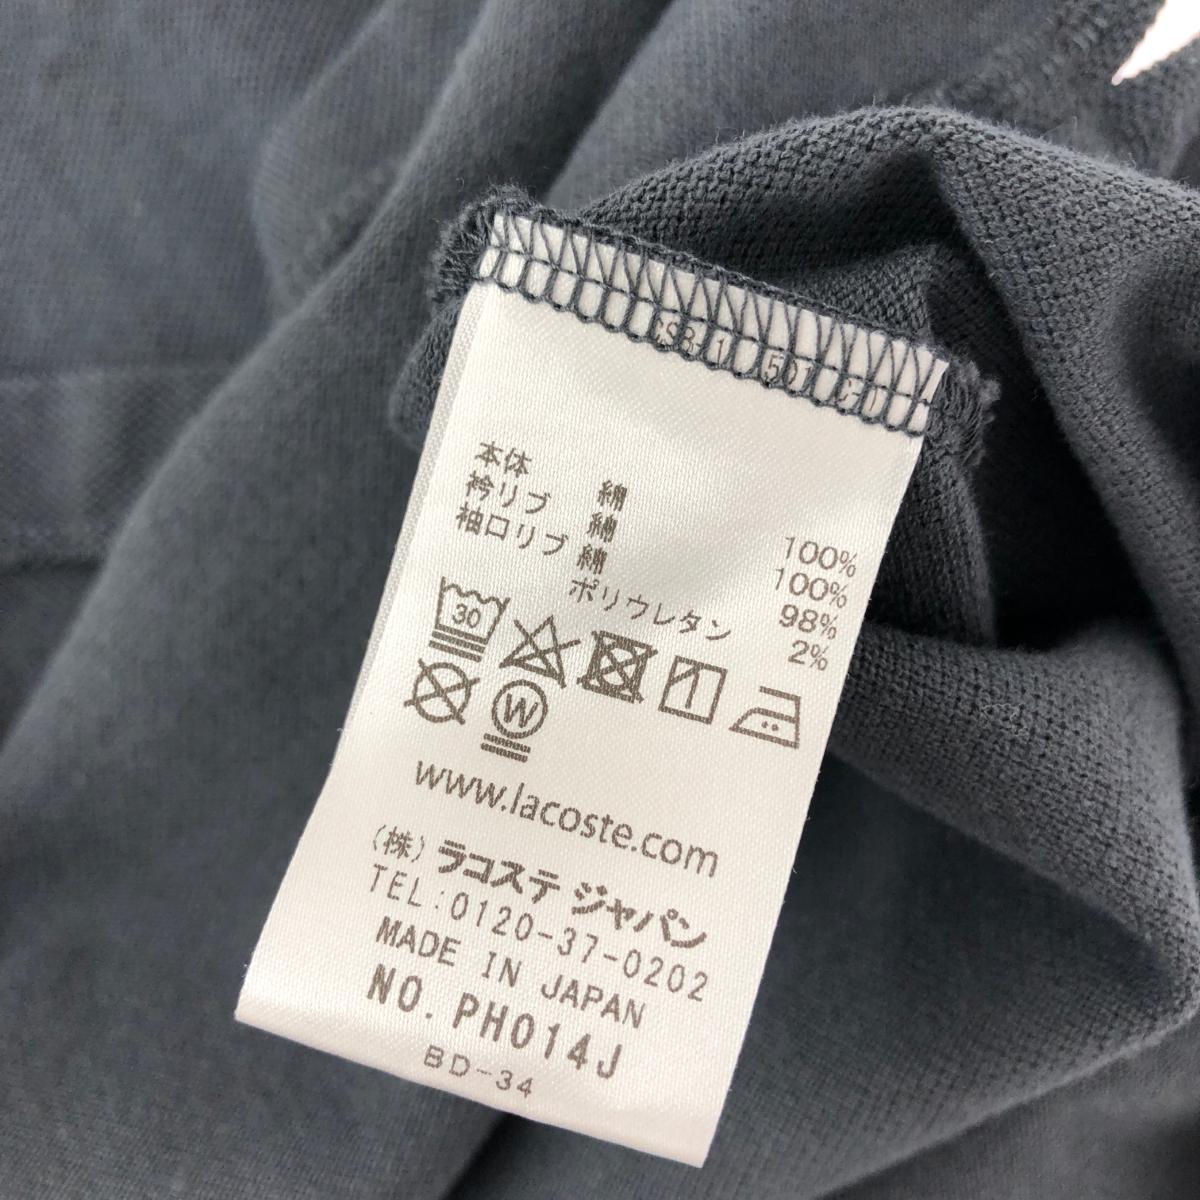 本体 綿 100%
衿リブ 綿 100%
袖口リブ 綿 98%
ポリウレタン 2%
30
1
W
www.lacoste.com
(株)ラコステ ジャパン
TEL:0120-37-0202
MADE IN JAPAN
NO. PH014J
BD-34